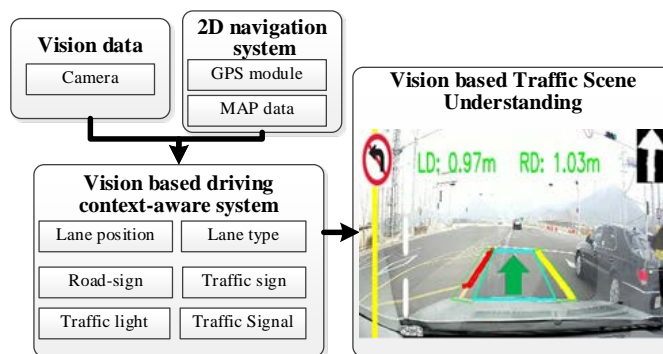 Vision data
Camera
2D navigation
system
GPS module
MAP data
Vision based driving
context-aware system
Lane position
Lane type
Road-sign
Traffic sign
Traffic light
Traffic Signal
Vision based Traffic Scene
Understanding
LD: 0.97m RD: 1.03m